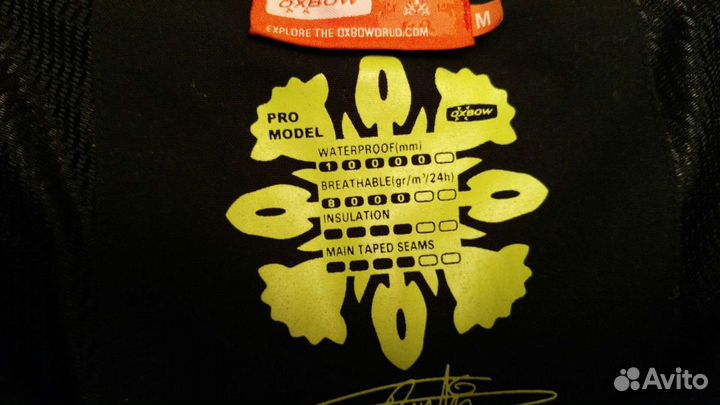 OXBOW
EXPLORE THE OXBOWORLD.COM
M
PRO
MODEL
OXBOW
WATERPROOF(mm)
10000
BREATHABLE(gr/m³/24h)
8000
INSULATION
MAIN TAPED SEAMS
Avito